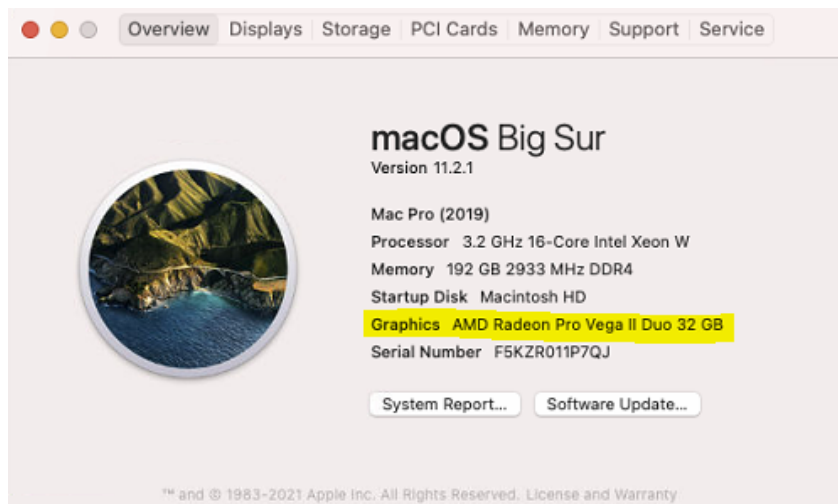 Overview Displays Storage PCI Cards Memory Support Service
macOS Big Sur
Version 11.2.1
Mac Pro (2019)
Processor 3.2 GHz 16-Core Intel Xeon W
Memory 192 GB 2933 MHz DDR4
Startup Disk Macintosh HD
Graphics AMD Radeon Pro Vega II Duo 32 GB
Serial Number F5KZR011P7QJ
System Report... Software Update...
™ and © 1983-2021 Apple Inc. All Rights Reserved. License and Warranty